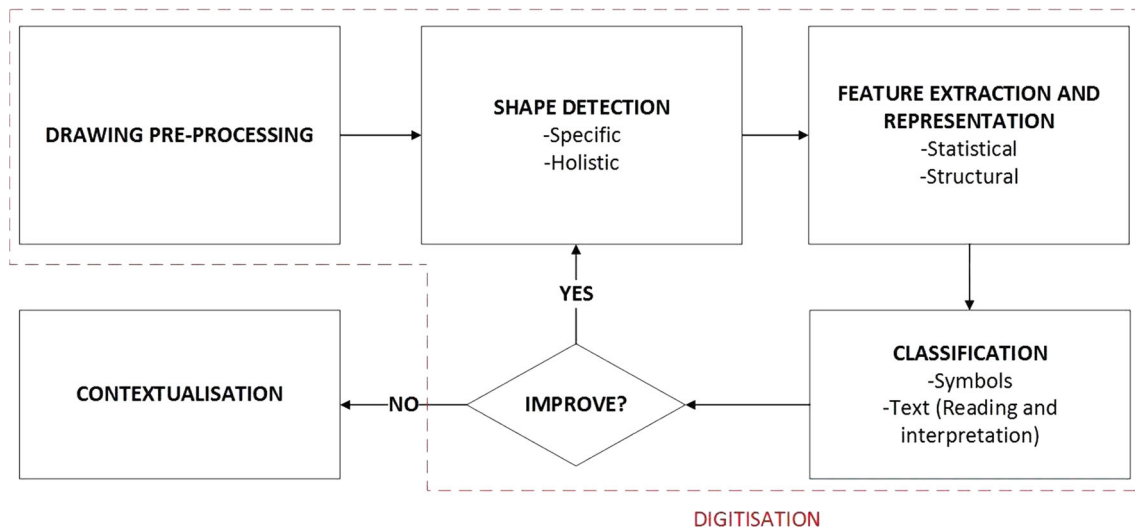 DRAWING PRE-PROCESSING
SHAPE DETECTION
-Specific
-Holistic
FEATURE EXTRACTION AND
REPRESENTATION
-Statistical
-Structural
YES
CONTEXTUALISATION
NO
IMPROVE?
CLASSIFICATION
-Symbols
-Text (Reading and
interpretation)
DIGITISATION